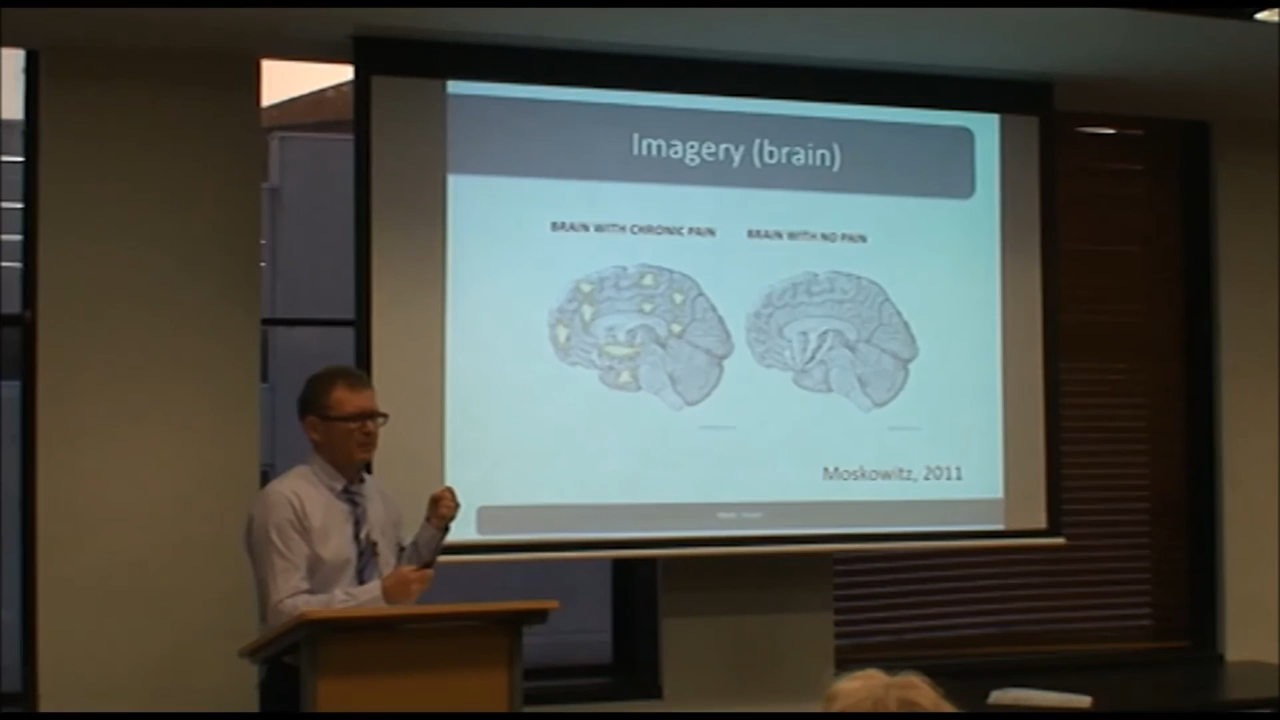 Imagery (brain)
BRAIN WITH CHRONIC PAIN
BRAIN WITH NO PAIN
Moskowitz, 2011